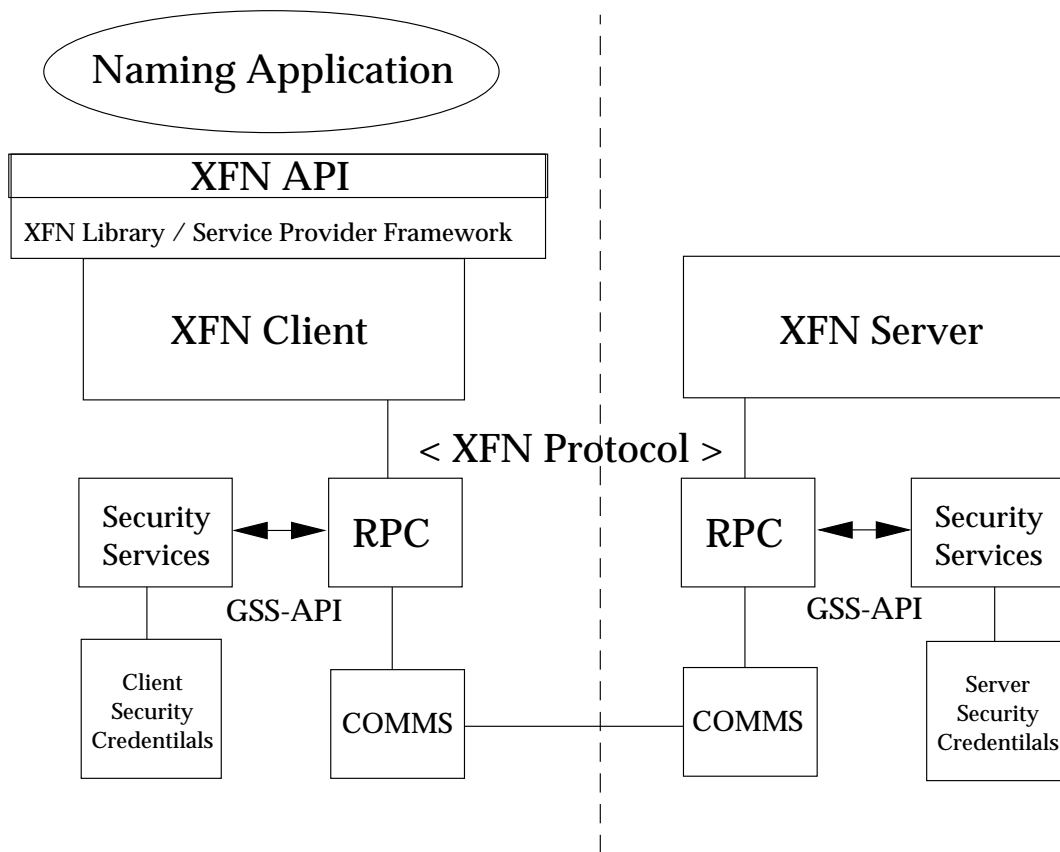 Naming Application
XFN API
XFN Library / Service Provider Framework
XFN Client
XFN Server
< XFN Protocol >
Security
Services
RPC
RPC
Security
Services
GSS-API
GSS-API
Client
Security
Credentilals
COMMS
COMMS
Server
Security
Credentilals